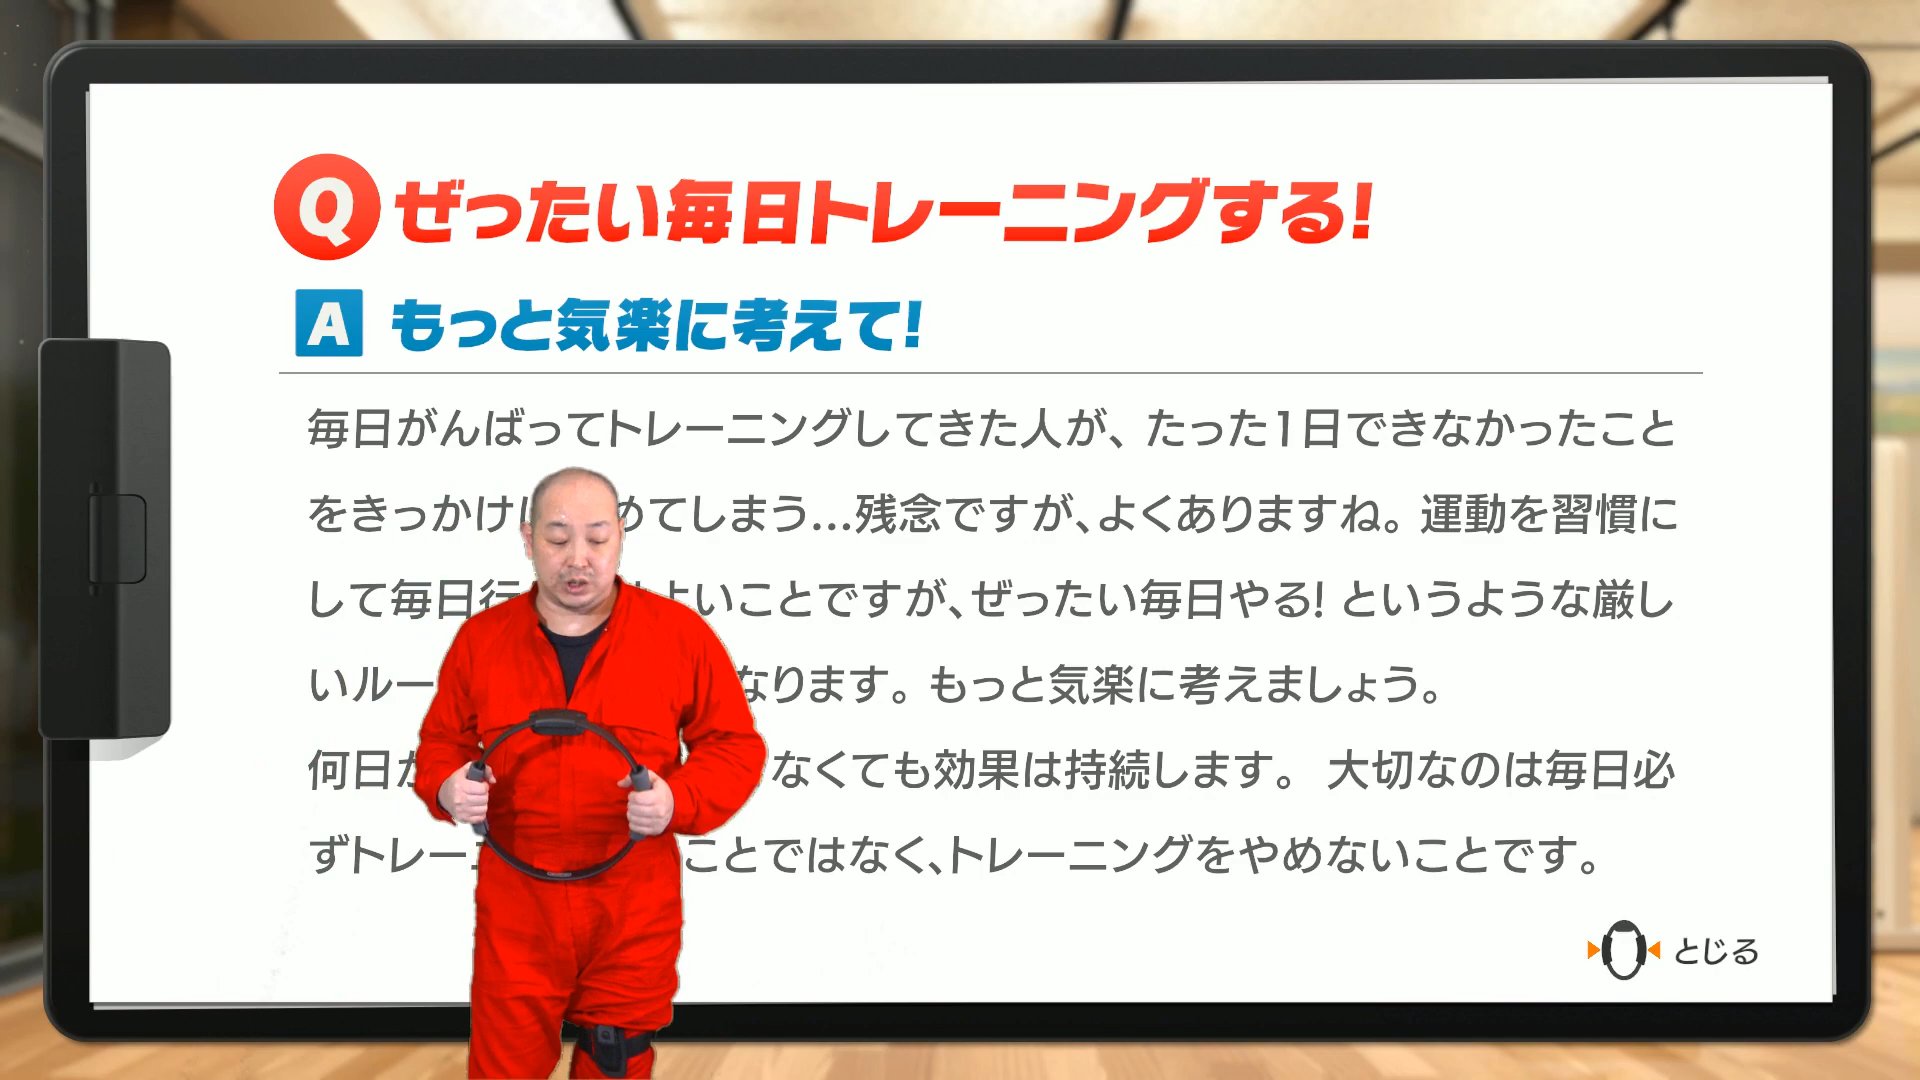 Q ぜったい毎日トレーニングする!
A もっと気楽に考えて!
毎日がんばってトレーニングしてきた人が、たった1日できなかったこと
をきっかけ めてしまう...残念ですが、よくありますね。運動を習慣に
して毎日行 よいことですが、ぜったい毎日やる! というような厳し
いルー なります。もっと気楽に考えましょう。
何日か なくても効果は持続します。 大切なのは毎日必
ずトレー ことではなく、トレーニングをやめないことです。
とじる